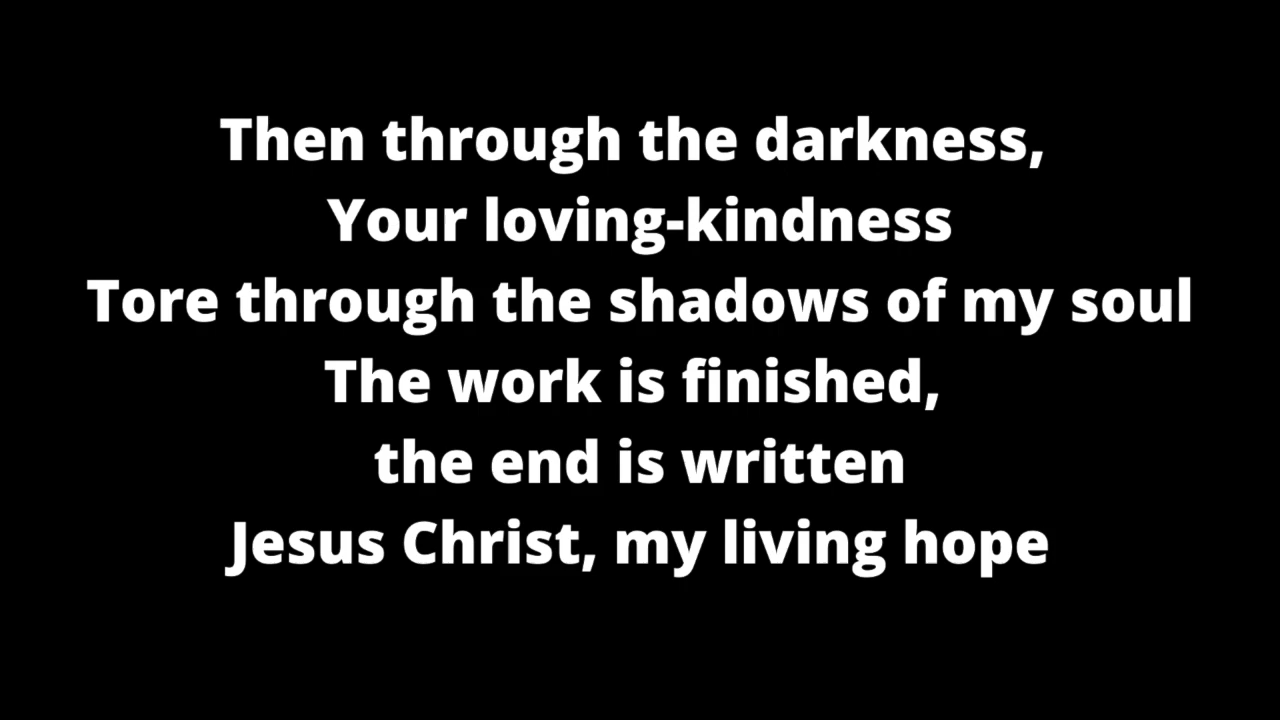 Then through the darkness,
Your loving-kindness
Tore through the shadows of my soul
The work is finished,
the end is written
Jesus Christ, my living hope